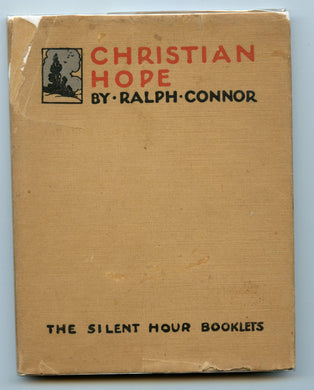 CHRISTIAN
HOPE
BY·RALPH·CONNOR
THE SILENT HOUR BOOKLETS